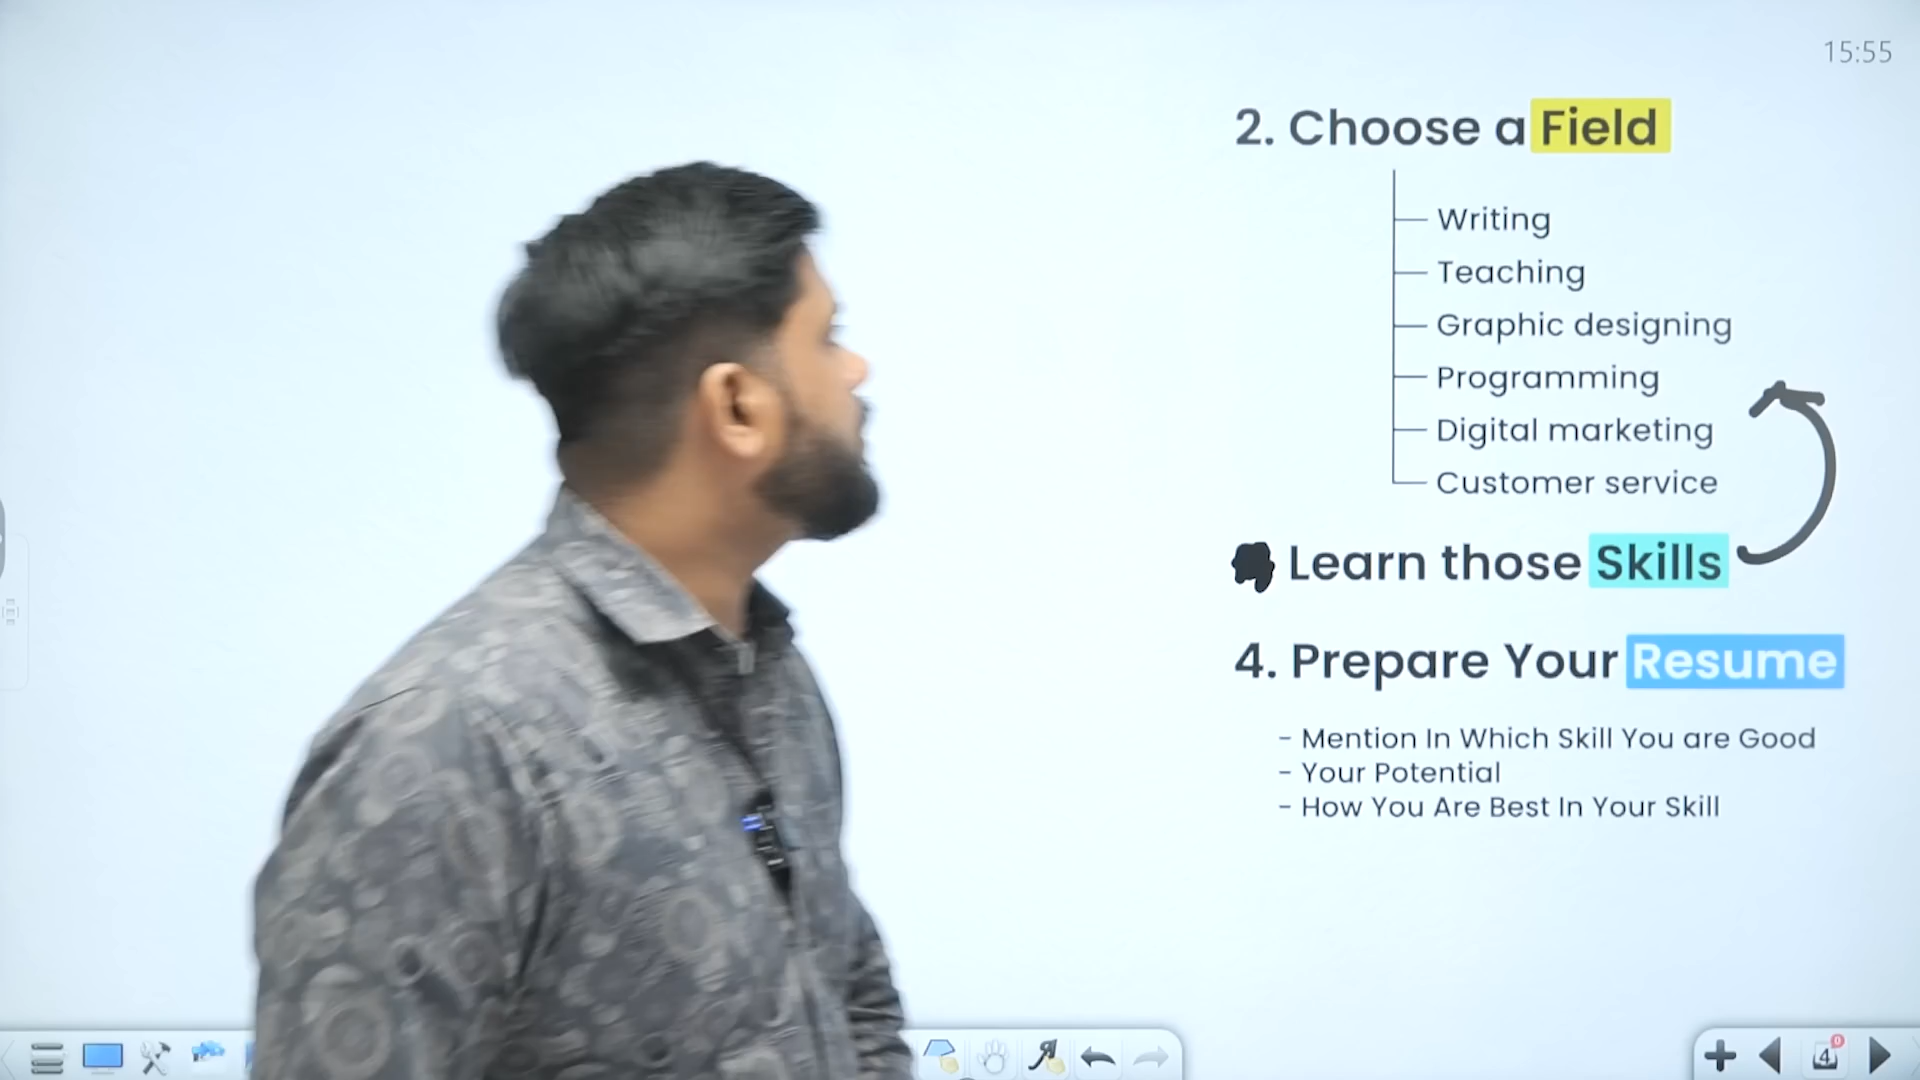 15:55
2. Choose a Field
Writing
Teaching
Graphic designing
Programming
Digital marketing
Customer service
Learn those Skills
4. Prepare Your Resume
- Mention In Which Skill You are Good
- Your Potential
- How You Are Best In Your Skill
4
0